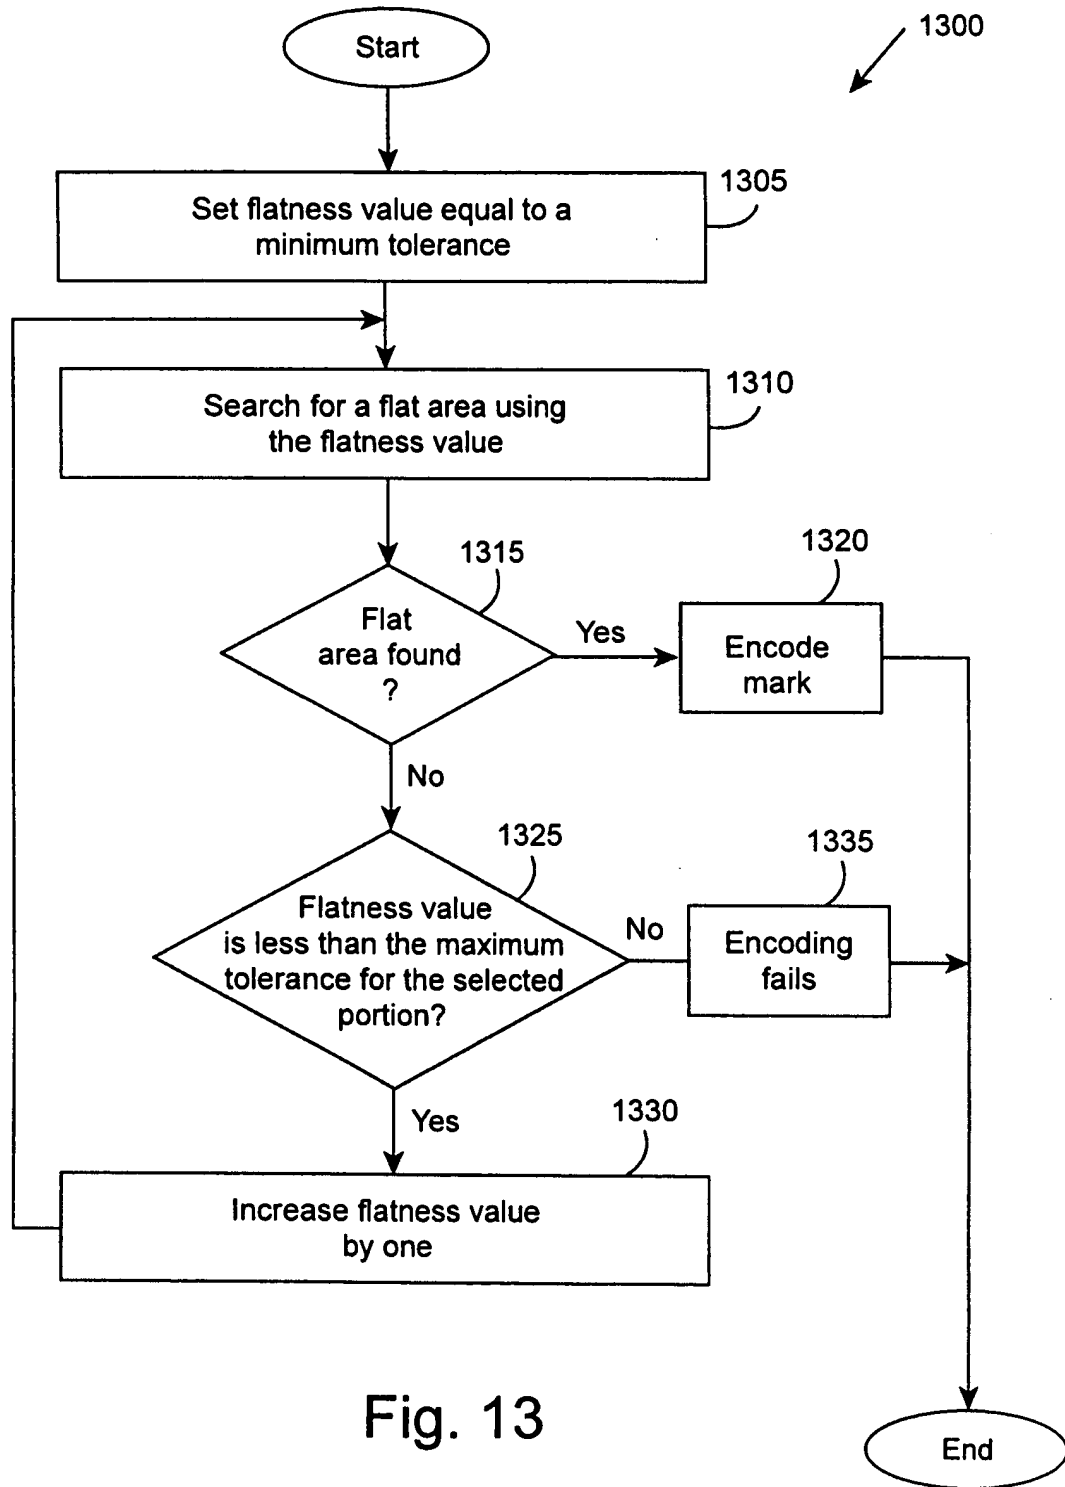 Start
1300
1305
Set flatness value equal to a
minimum tolerance
1310
Search for a flat area using
the flatness value
1315
Flat
area found
?
Yes
1320
Encode
mark
No
1325
Flatness value
is less than the maximum
tolerance for the selected
portion?
No
1335
Encoding
fails
Yes
1330
Increase flatness value
by one
Fig. 13
End